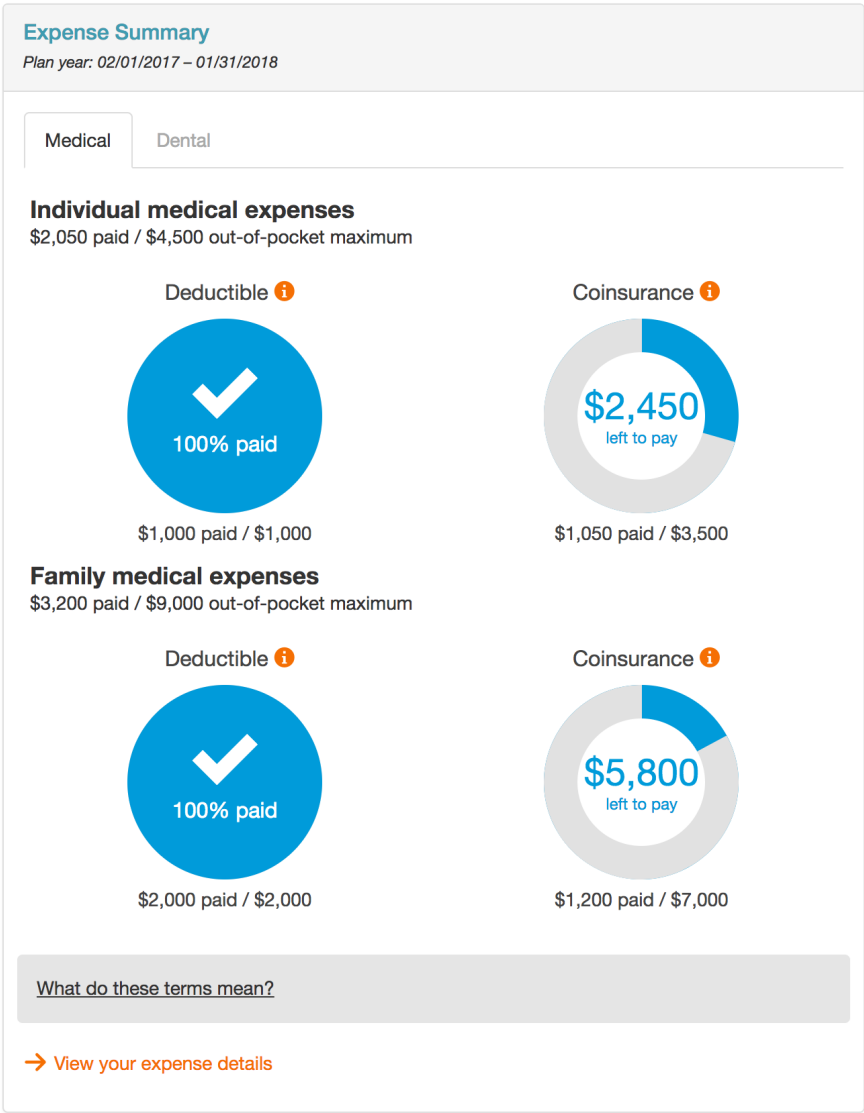 Expense Summary
Plan year: 02/01/2017 – 01/31/2018
Medical Dental
Individual medical expenses
$2,050 paid / $4,500 out-of-pocket maximum
Deductible Coinsurance
100% paid
$2,450
left to pay
$1,000 paid / $1,000 $1,050 paid / $3,500
Family medical expenses
$3,200 paid / $9,000 out-of-pocket maximum
Deductible Coinsurance
100% paid
$5,800
left to pay
$2,000 paid / $2,000 $1,200 paid / $7,000
What do these terms mean?
View your expense details